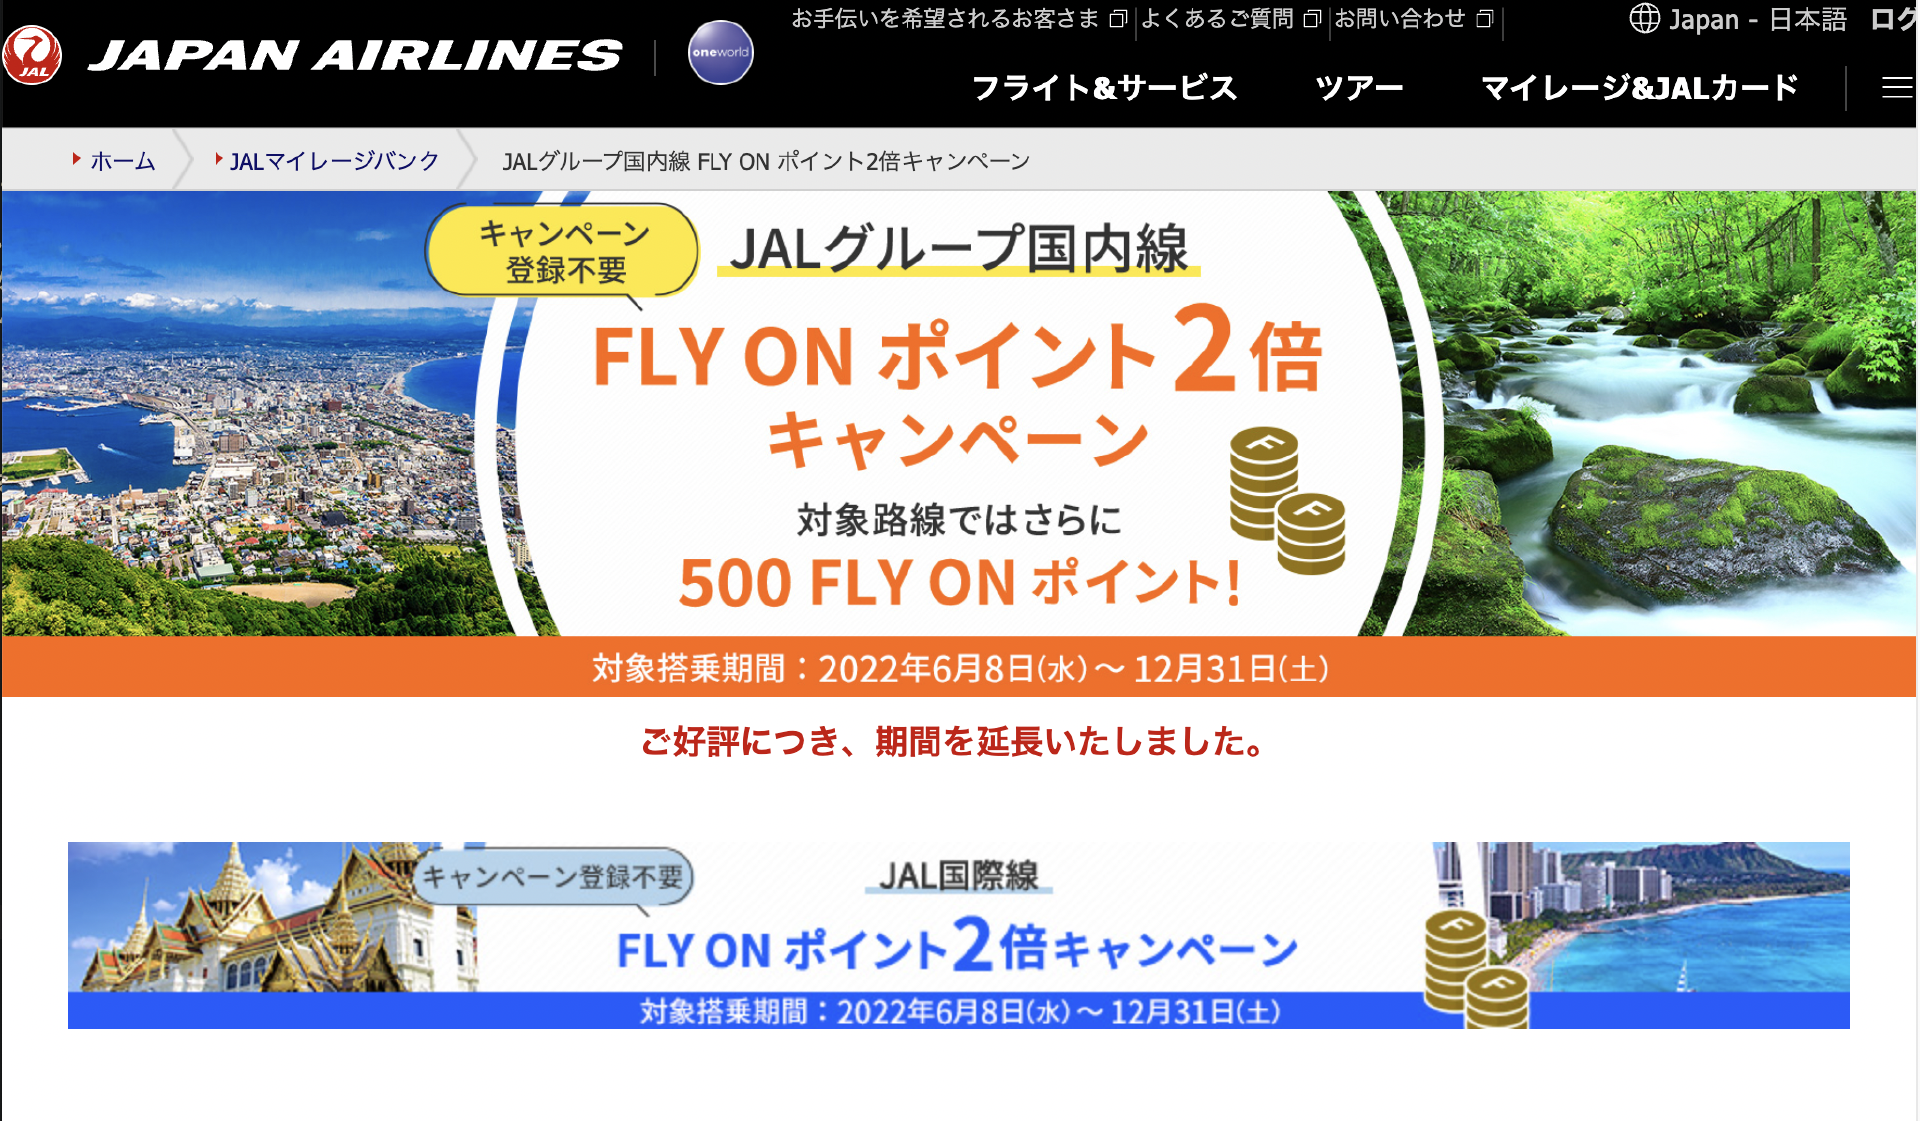 お手伝いを希望されるお客さま
よくあるご質問
お問い合わせ
Japan - 日本語
ログ
JAL
JAPAN AIRLINES
oneworld
フライト&サービス
ツアー
マイレージ&JALカード
ホーム
JALマイレージバンク
JALグループ国内線 FLY ON ポイント2倍キャンペーン
キャンペーン
登録不要
JALグループ国内線
FLY ON ポイント2倍
キャンペーン
対象路線ではさらに
500 FLY ON ポイント!
対象搭乗期間：2022年6月8日(水)～12月31日(土)
ご好評につき、期間を延長いたしました。
キャンペーン登録不要
JAL国際線
FLY ON ポイント2倍キャンペーン
対象搭乗期間：2022年6月8日(水)～12月31日(土)